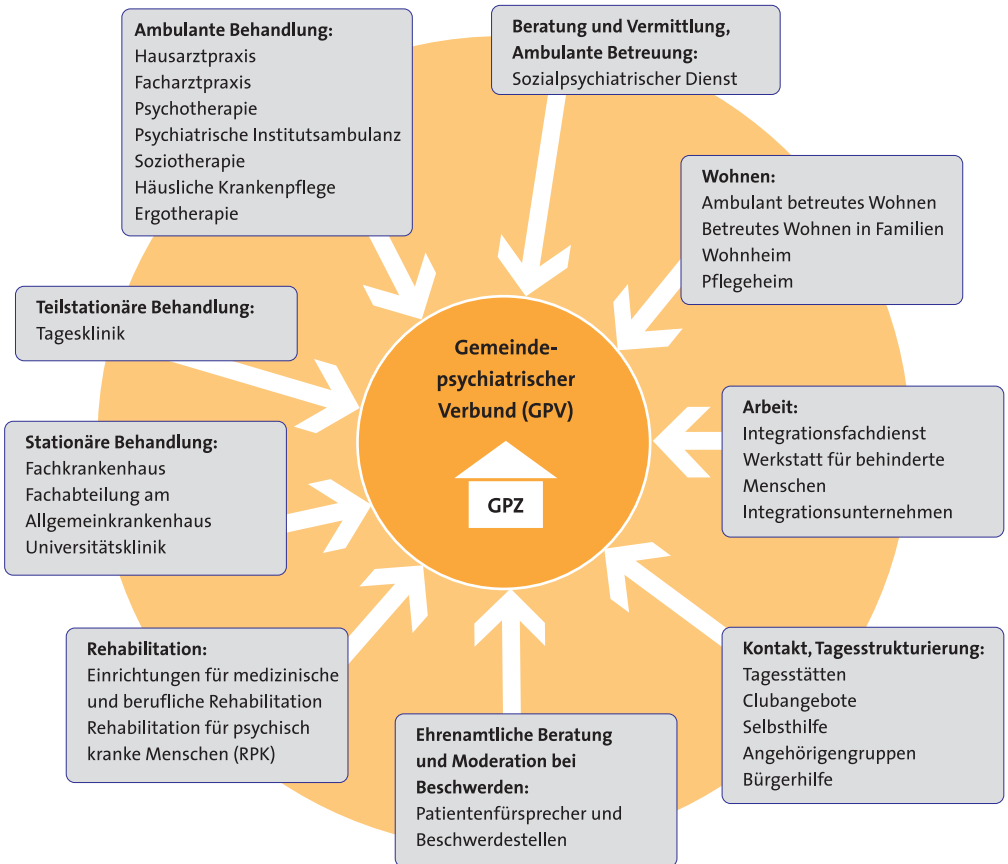 Ambulante Behandlung:
Hausarztpraxis
Facharztpraxis
Psychotherapie
Psychiatrische Institutsambulanz
Soziotherapie
Häusliche Krankenpflege
Ergotherapie
Beratung und Vermittlung,
Ambulante Betreuung:
Sozialpsychiatrischer Dienst
Wohnen:
Ambulant betreutes Wohnen
Betreutes Wohnen in Familien
Wohnheim
Pflegeheim
Teilstationäre Behandlung:
Tagesklinik
Gemeinde-
psychiatrischer
Verbund (GPV)
GPZ
Arbeit:
Integrationsfachdienst
Werkstatt für behinderte
Menschen
Integrationsunternehmen
Stationäre Behandlung:
Fachkrankenhaus
Fachabteilung am
Allgemeinkrankenhaus
Universitätsklinik
Rehabilitation:
Einrichtungen für medizinische
und berufliche Rehabilitation
Rehabilitation für psychisch
kranke Menschen (RPK)
Kontakt, Tagesstrukturierung:
Tagesstätten
Clubangebote
Selbsthilfe
Angehörigengruppen
Bürgerhilfe
Ehrenamtliche Beratung
und Moderation bei
Beschwerden:
Patientenfürsprecher und
Beschwerdestellen